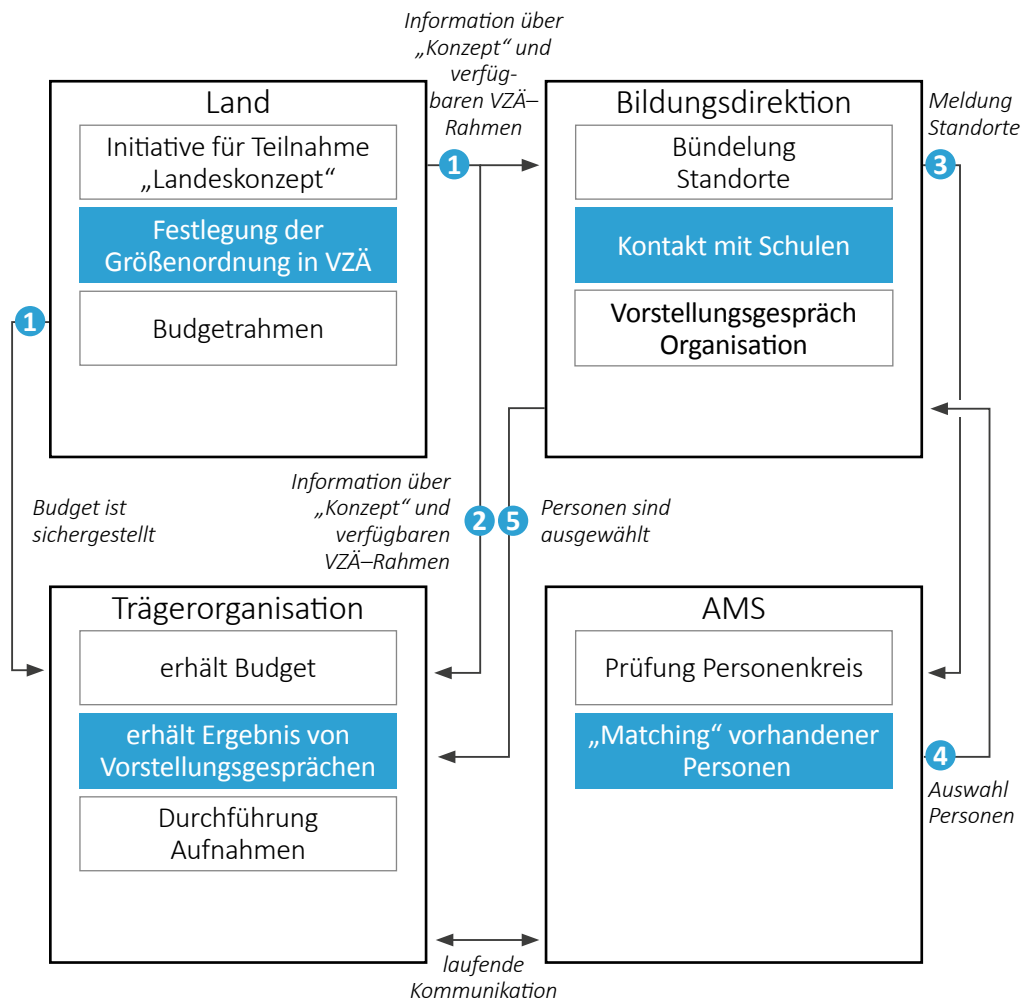 Information über
„Konzept“ und
verfüg-
baren VZÄ–
Rahmen
Land
Initiative für Teilnahme
„Landeskonzept“
Festlegung der
Größenordnung in VZÄ
Budgetrahmen
1
1
Bildungsdirektion
Bündelung
Standorte
Kontakt mit Schulen
Vorstellungsgespräch
Organisation
Meldung
Standorte
3
Budget ist
sichergestellt
Information über
„Konzept“ und
verfügbaren
VZÄ–Rahmen
2
5
Personen sind
ausgewählt
Trägerorganisation
erhält Budget
erhält Ergebnis von
Vorstellungsgesprächen
Durchführung
Aufnahmen
AMS
Prüfung Personenkreis
„Matching“ vorhandener
Personen
4
Auswahl
Personen
laufende
Kommunikation